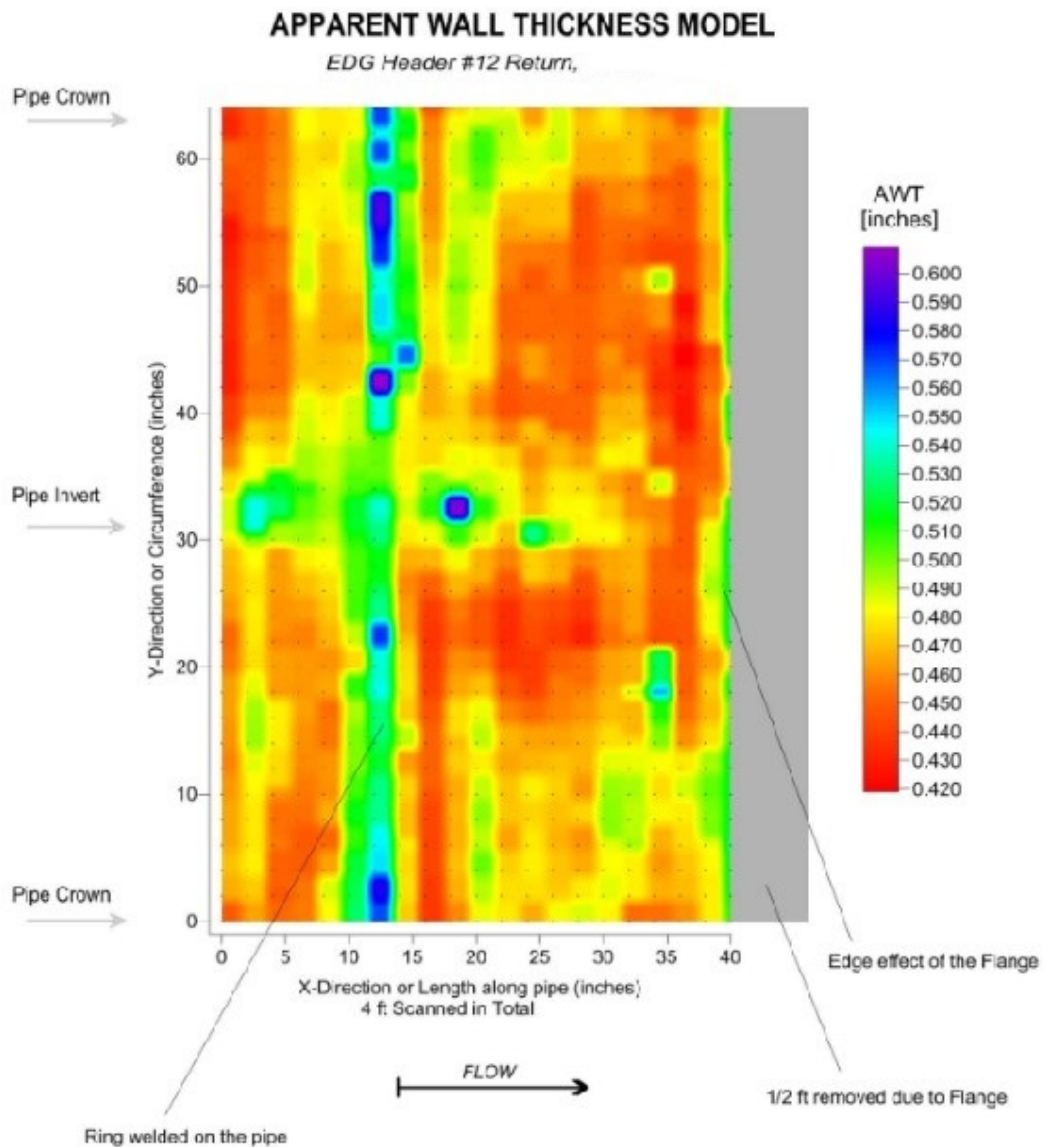 APPARENT WALL THICKNESS MODEL
EDG Header #12 Return,
Pipe Crown
60
50
40
30
20
10
0
Y-Direction or Circumference (inches)
Pipe Invert
Pipe Crown
0 5 10 15 20 25 30 35 40
X-Direction or Length along pipe (inches)
4 ft Scanned in Total
FLOW
AWT
[inches]
0.600
0.590
0.580
0.570
0.560
0.550
0.540
0.530
0.520
0.510
0.500
0.490
0.480
0.470
0.460
0.450
0.440
0.430
0.420
Edge effect of the Flange
1/2 ft removed due to Flange
Ring welded on the pipe